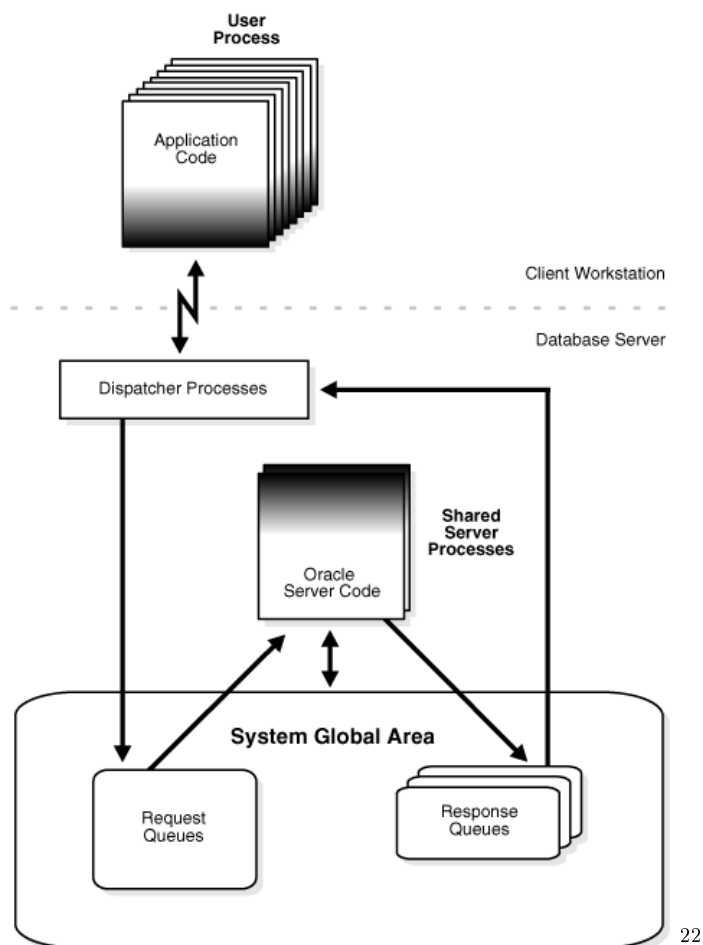 User
Process
Application
Code
Client Workstation
Database Server
Dispatcher Processes
Shared
Server
Processes
Oracle
Server Code
System Global Area
Request
Queues
Response
Queues
22